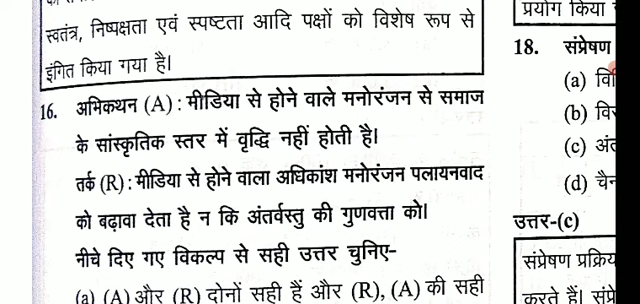 स्वतंत्र, निष्पक्षता एवं स्पष्टता आदि पक्षों को विशेष रूप से
इंगित किया गया है।
16. अभिकथन (A) : मीडिया से होने वाले मनोरंजन से समाज
के सांस्कृतिक स्तर में वृद्धि नहीं होती है।
तर्क (R) : मीडिया से होने वाला अधिकांश मनोरंजन पलायनवाद
को बढ़ावा देता है न कि अंतर्वस्तु की गुणवत्ता को।
नीचे दिए गए विकल्प से सही उत्तर चुनिए-
(a) (A) और (R) दोनों सही हैं और (R), (A) की सही
प्रयोग किया
18. संप्रेषण
(a)
(b)
(c)
(d)
उत्तर-(c)
संप्रेषण
करते हैं।